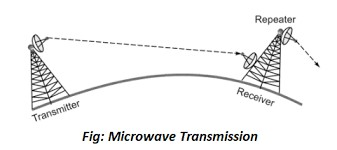 Repeater
Transmitter
Receiver
Fig: Microwave Transmission